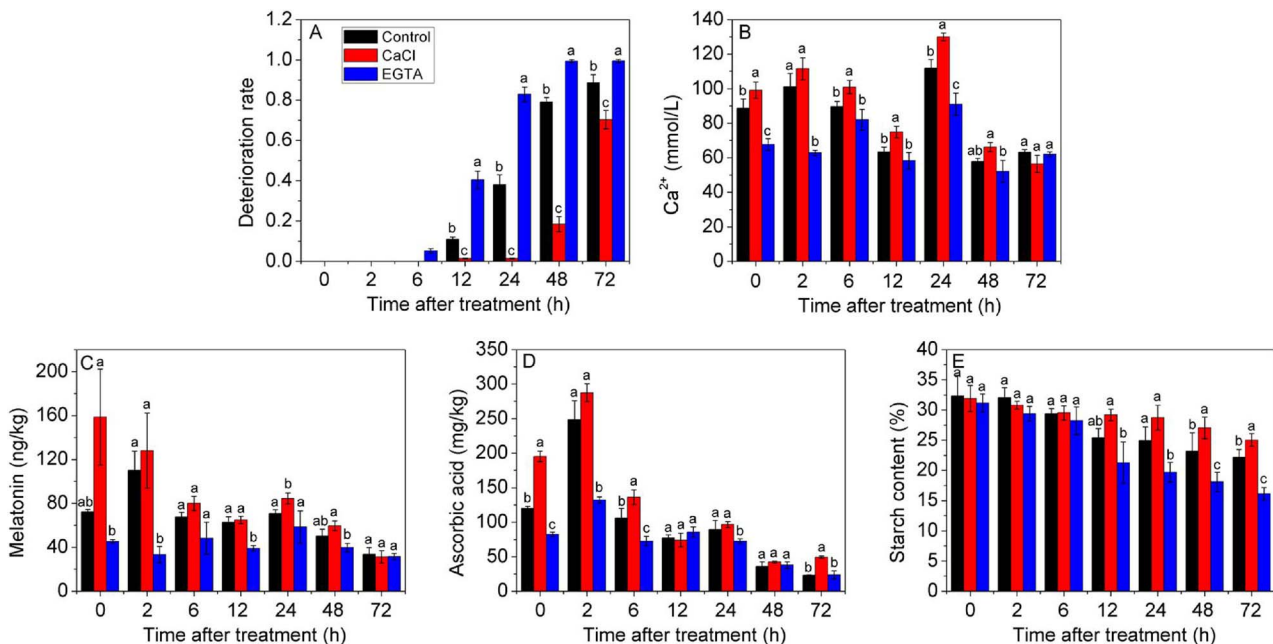 A
Control
CaCl
EGTA
1.2
1.0
0.8
0.6
0.4
0.2
0.0
Deterioration rate
b c a b c a b c a b c a
0 2 6 12 24 48 72
Time after treatment (h)
B
140
120
100
80
60
40
20
0
Ca²⁺ (mmol/L)
b a c a a b b a b b a b b a c ab a b a a a
0 2 6 12 24 48 72
Time after treatment (h)
C
200
160
120
80
40
0
Melatonin (ng/kg)
ab a b a a b a a a a a b a b a ab a b a a a
0 2 6 12 24 48 72
Time after treatment (h)
D
350
300
250
200
150
100
50
0
Ascorbic acid (mg/kg)
b a c a a b b a c a a a a a b a a a b a b
0 2 6 12 24 48 72
Time after treatment (h)
E
40
35
30
25
20
15
10
5
0
Starch content (%)
a a a a a a a a a ab a b a a b b a c b a c
0 2 6 12 24 48 72
Time after treatment (h)